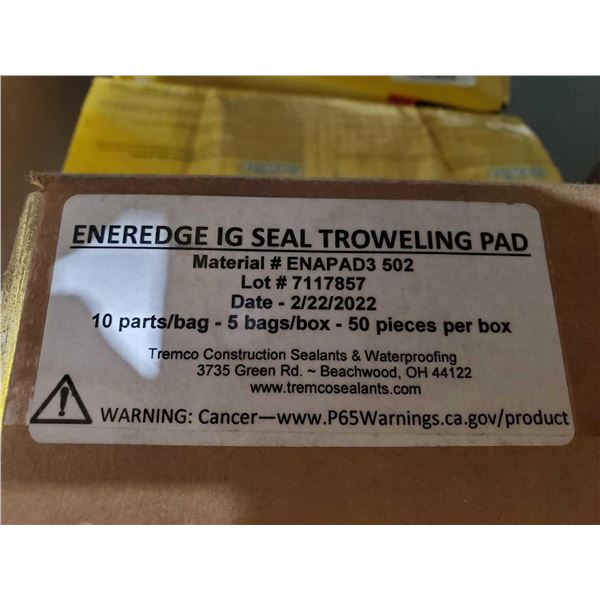 ENEREDGE IG SEAL TROWELING PAD
Material # ENAPAD3 502
Lot # 7117857
Date - 2/22/2022
10 parts/bag - 5 bags/box - 50 pieces per box
Tremco Construction Sealants & Waterproofing
3735 Green Rd. ~ Beachwood, OH 44122
www.tremcosealants.com
WARNING: Cancer—www.P65Warnings.ca.gov/product